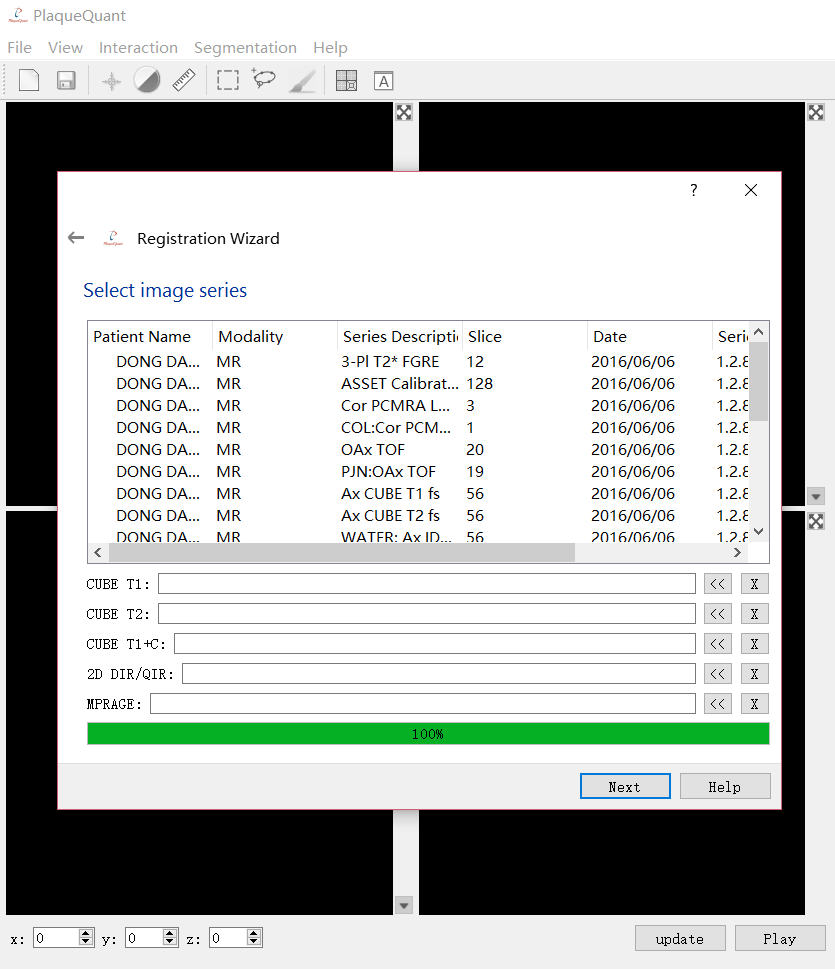 PlaqueQuant
File View Interaction Segmentation Help
A
?
Registration Wizard
Select image series
Patient Name Modality Series Descripti Slice Date Serie
DONG DA... MR 3-Pl T2* FGRE 12 2016/06/06 1.2.8
DONG DA... MR ASSET Calibrat... 128 2016/06/06 1.2.8
DONG DA... MR Cor PCMRA L... 3 2016/06/06 1.2.8
DONG DA... MR COL:Cor PCM... 1 2016/06/06 1.2.8
DONG DA... MR OAx TOF 20 2016/06/06 1.2.8
DONG DA... MR PJN:OAx TOF 19 2016/06/06 1.2.8
DONG DA... MR Ax CUBE T1 fs 56 2016/06/06 1.2.8
DONG DA... MR Ax CUBE T2 fs 56 2016/06/06 1.2.8
DONG DA... MR WATER: Ax ID... 56 2016/06/06 1.2.8
CUBE T1: << X
CUBE T2: << X
CUBE T1+C: << X
2D DIR/QIR: << X
MPRAGE: << X
100%
Next Help
x: 0 y: 0 z: 0 update Play